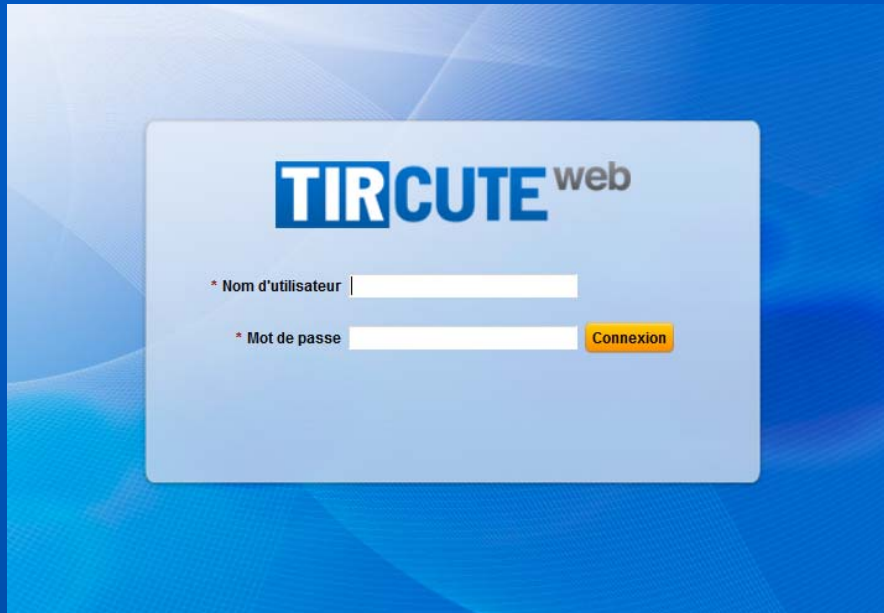 TIRCUTE web
* Nom d'utilisateur
* Mot de passe Connexion